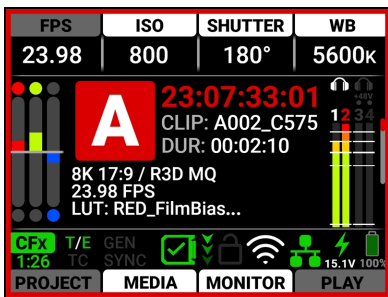 FPS ISO SHUTTER WB
23.98 800 180° 5600K
A
23:07:33:01
CLIP: A002_C575
DUR: 00:02:10
+48V
1 2 3 4
8K 17:9 / R3D MQ
23.98 FPS
LUT: RED_FilmBias...
CFx T/E GEN
1:26 TC SYNC
15.1V 100%
PROJECT MEDIA MONITOR PLAY